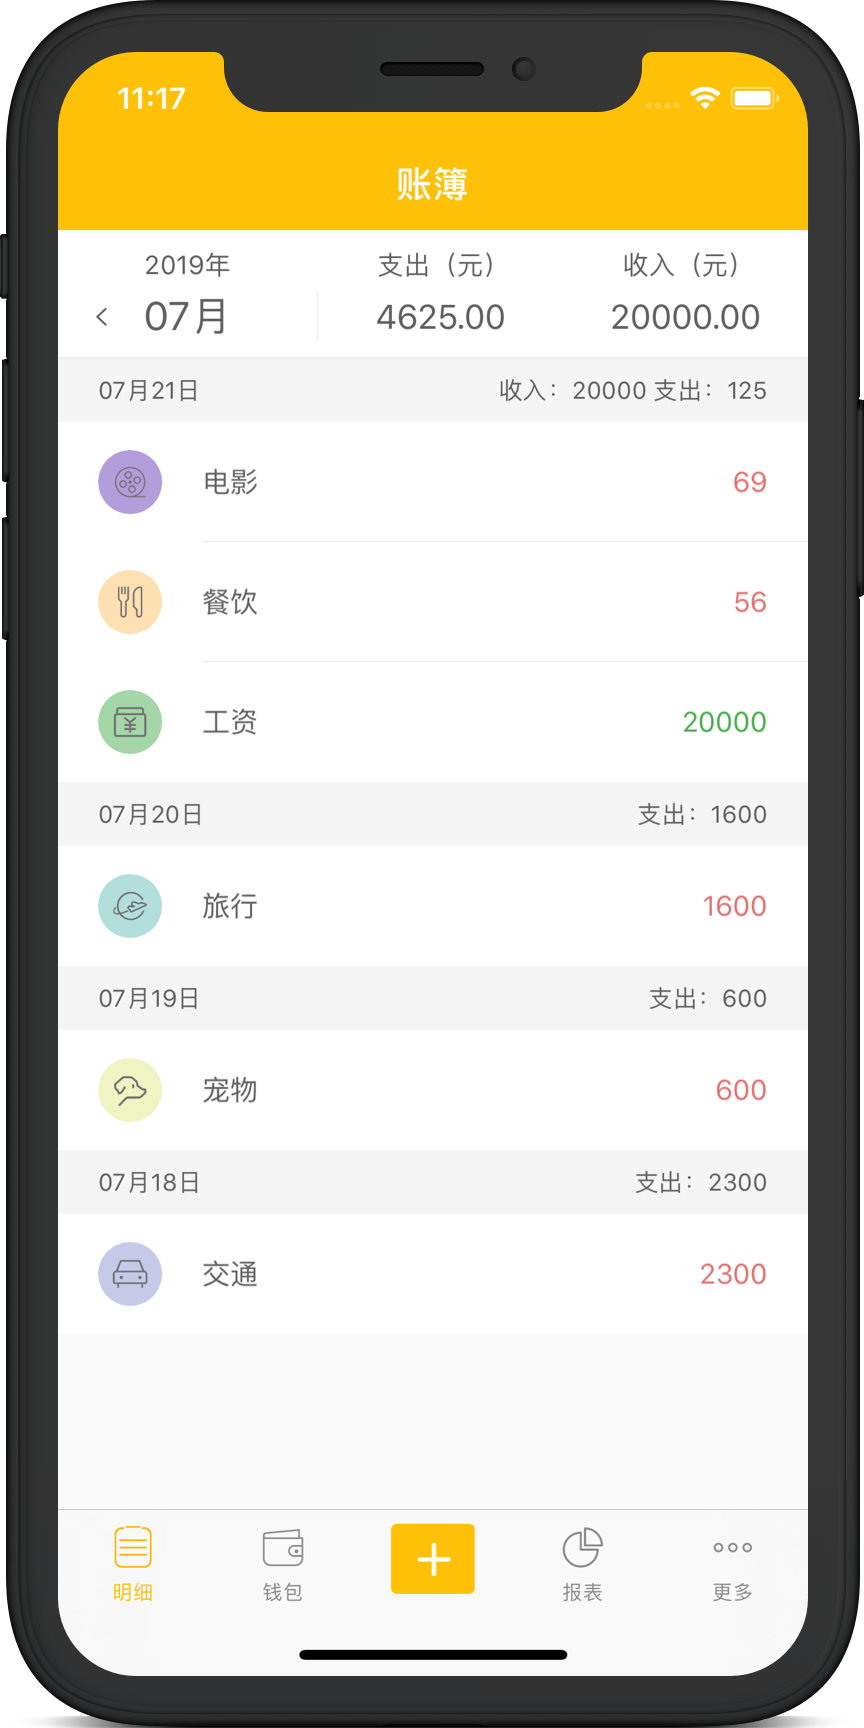 11:17
账簿
2019年 支出（元） 收入（元）
07月 4625.00 20000.00
07月21日 收入：20000 支出：125
电影 69
餐饮 56
工资 20000
07月20日 支出：1600
旅行 1600
07月19日 支出：600
宠物 600
07月18日 支出：2300
交通 2300
明细 钱包 报表 更多